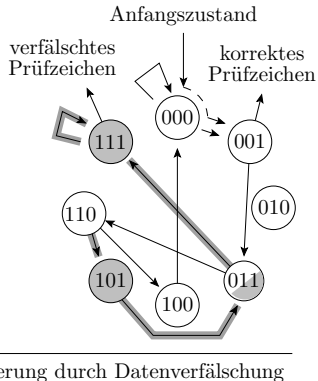 Anfangszustand
verfälschtes
Prüfzeichen
korrektes
Prüfzeichen
000
111
001
110
010
101
100
011
erung durch Datenverfälschung